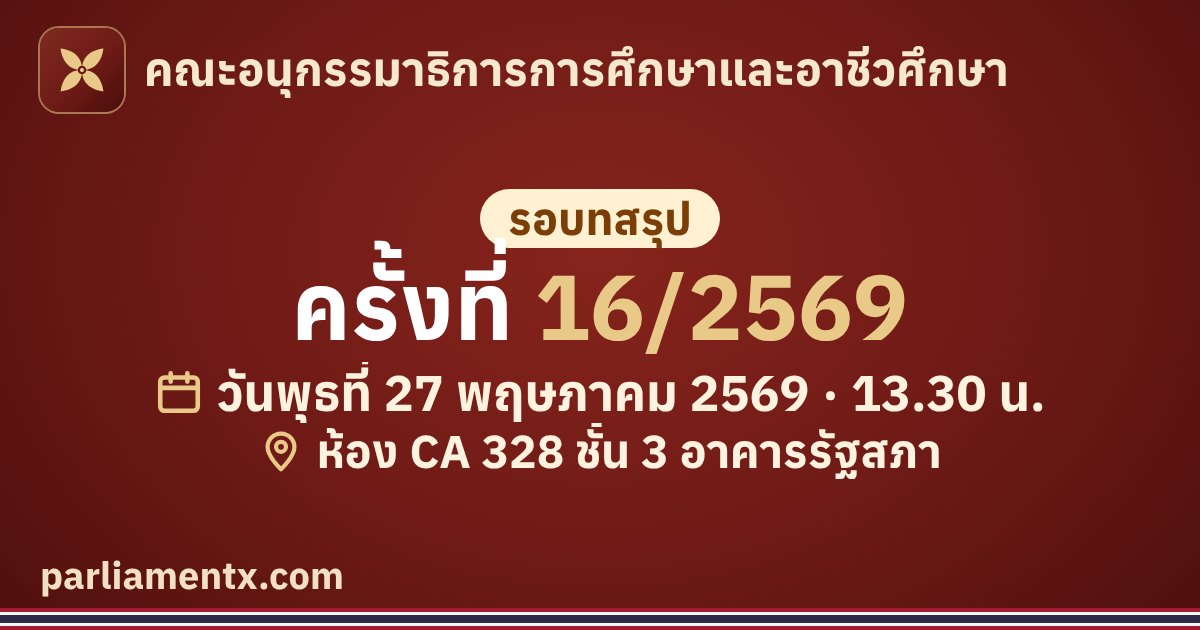 คณะอนุกรรมาธิการการศึกษาและอาชีวศึกษา
รอบทสรุป
ครั้งที่ 16/2569
วันพุธที่ 27 พฤษภาคม 2569 · 13.30 น.
ห้อง CA 328 ชั้น 3 อาคารรัฐสภา
parliamentx.com